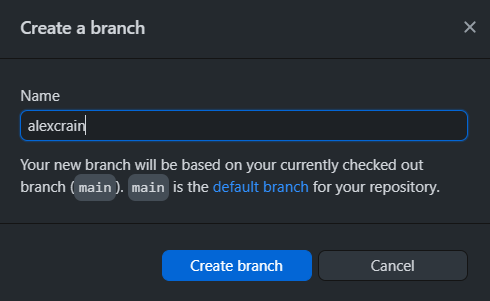 Create a branch
Name
alexcrain
Your new branch will be based on your currently checked out
branch (main). main is the default branch for your repository.
Create branch
Cancel